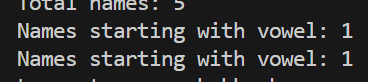 Total names: 5
Names starting with vowel: 1
Names starting with vowel: 1